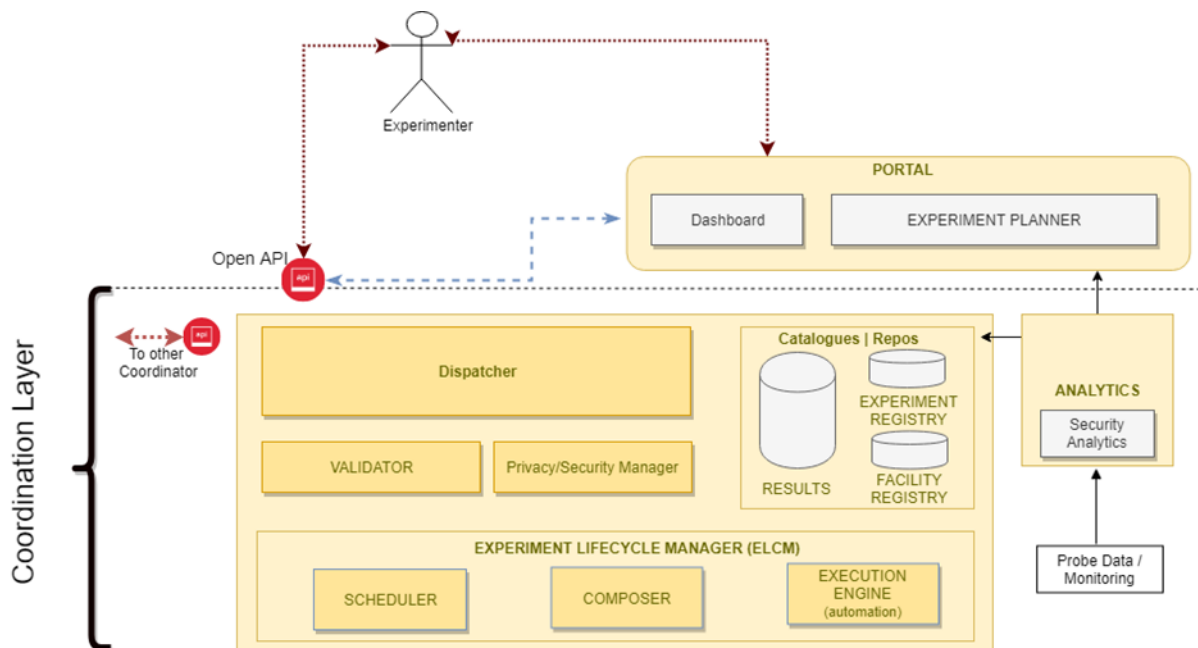 Experimenter
PORTAL
Dashboard
EXPERIMENT PLANNER
Open API
api
Coordination Layer
api
To other
Coordinator
Dispatcher
Catalogues | Repos
EXPERIMENT
REGISTRY
RESULTS
FACILITY
REGISTRY
ANALYTICS
Security
Analytics
VALIDATOR
Privacy/Security Manager
Probe Data /
Monitoring
EXPERIMENT LIFECYCLE MANAGER (ELCM)
SCHEDULER
COMPOSER
EXECUTION
ENGINE
(automation)